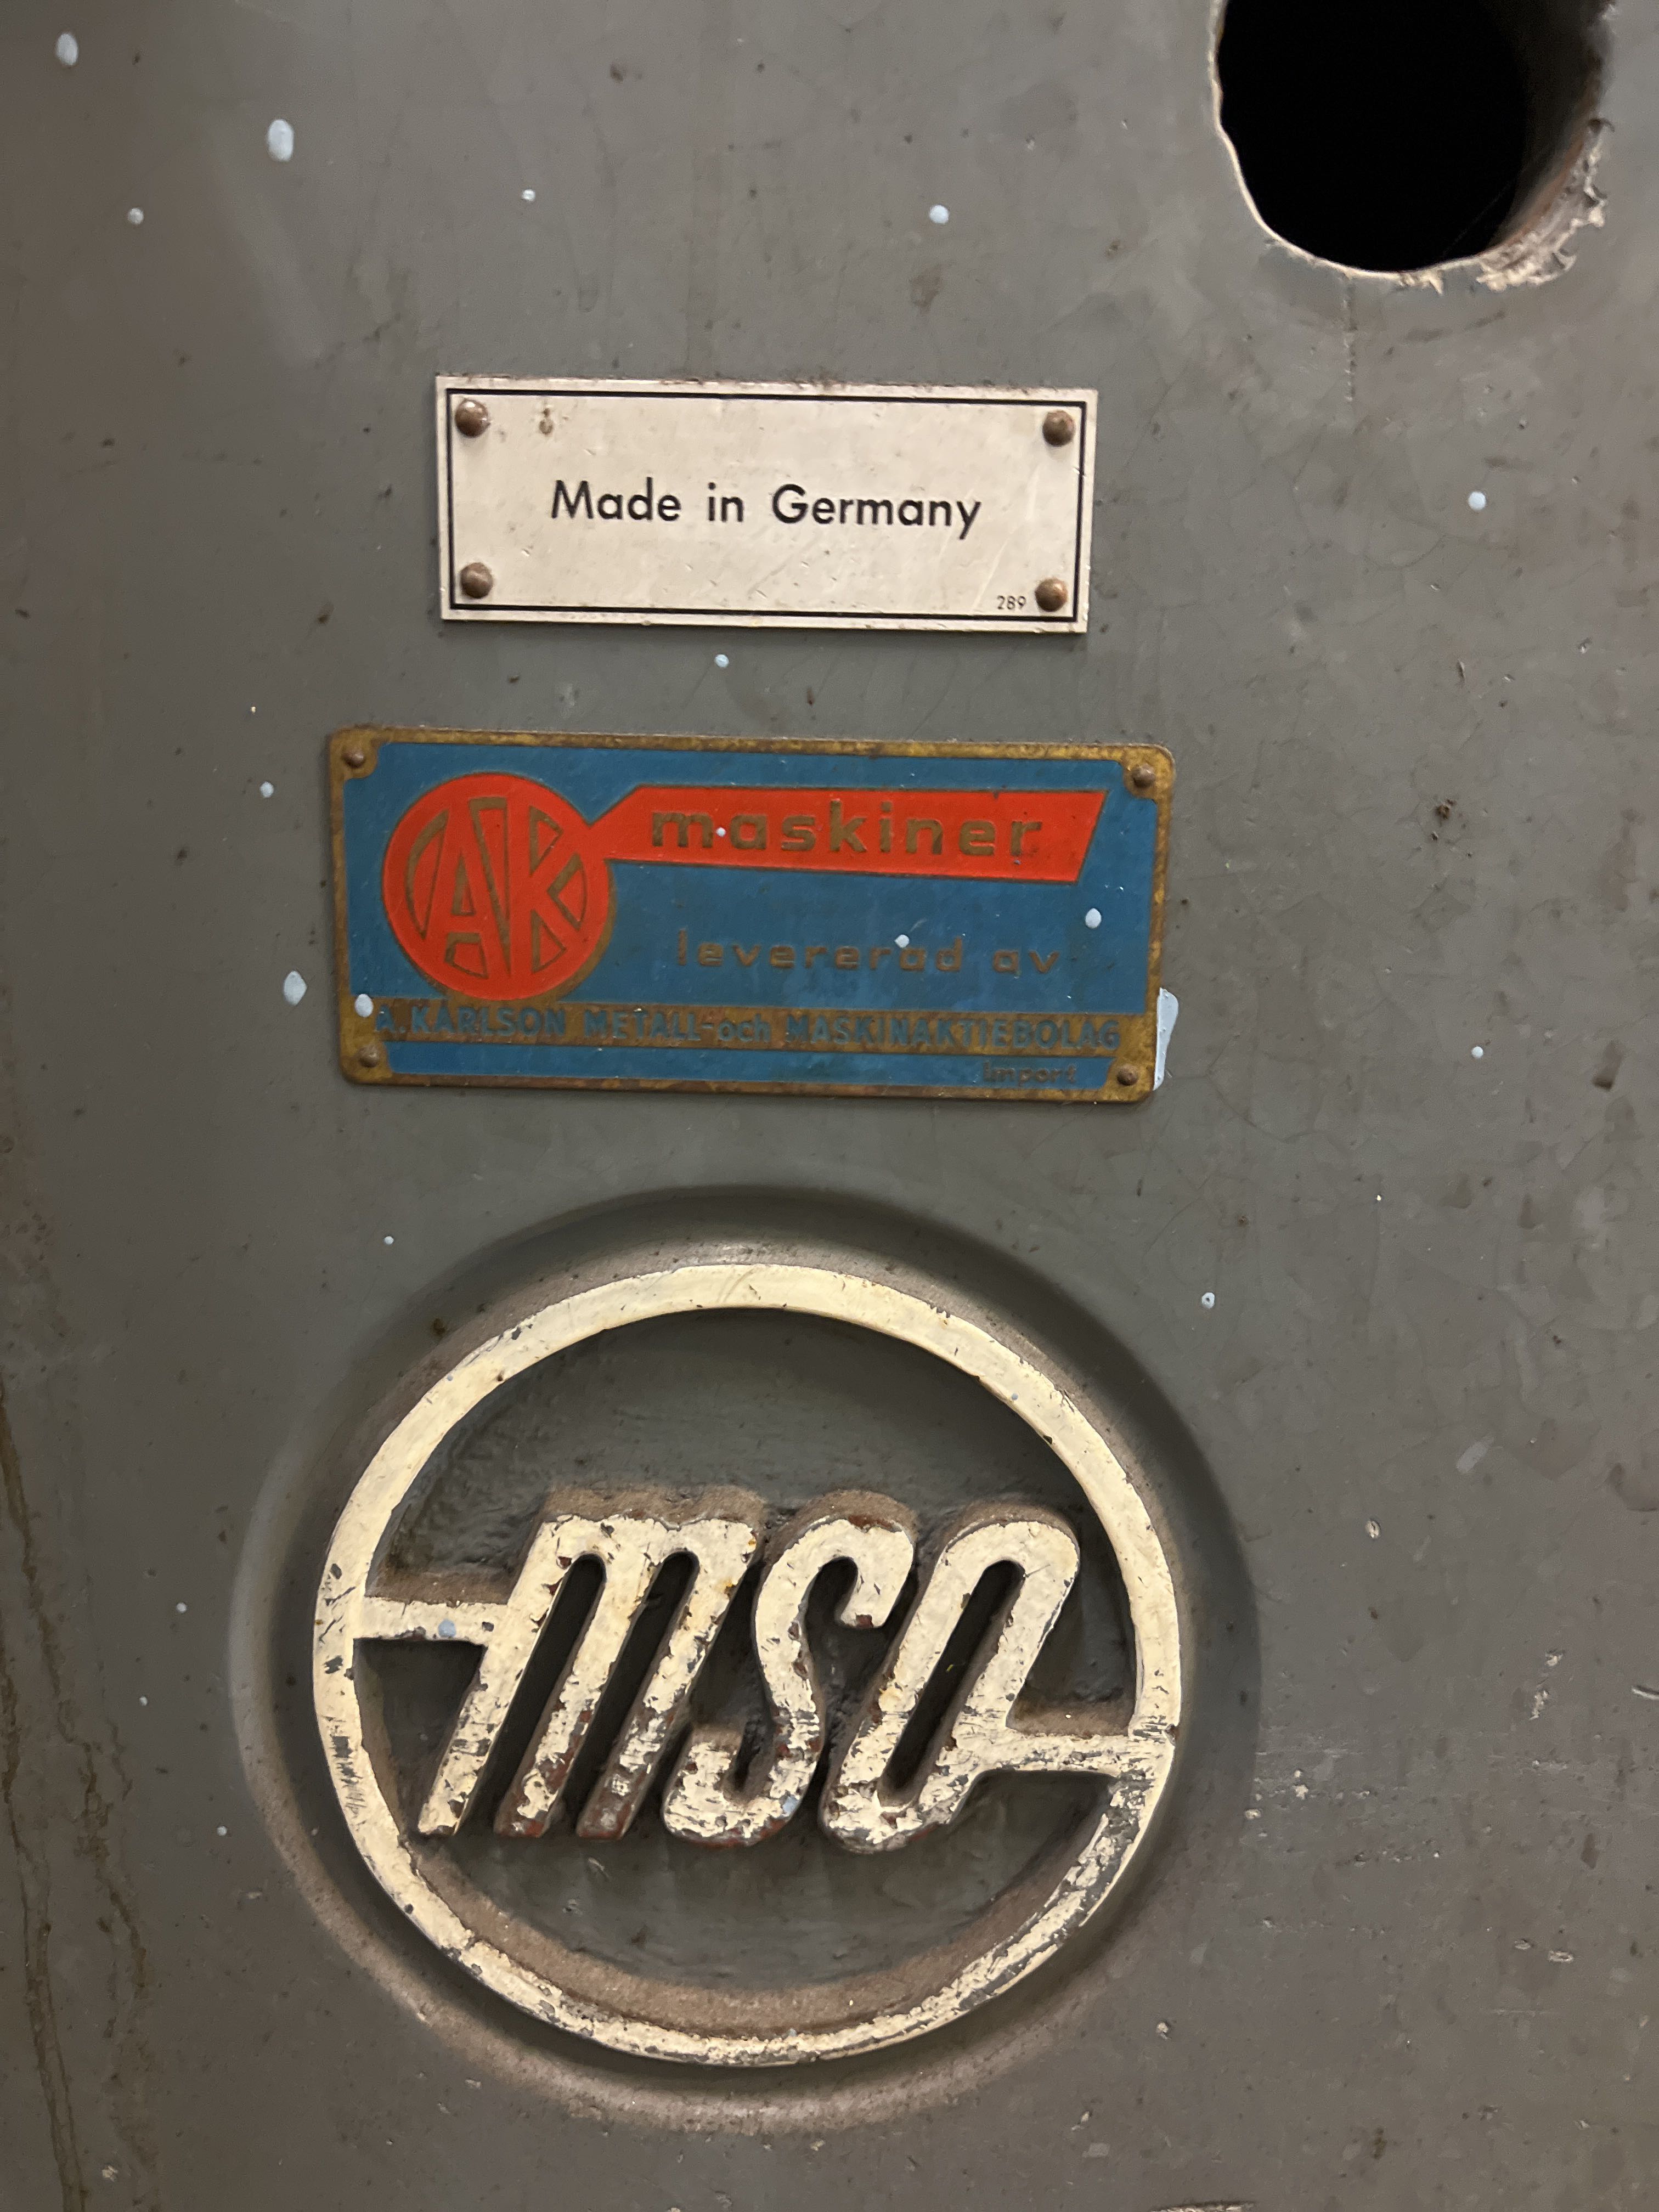 Made in Germany
289
AK maskiner
levererad av
A. KARLSON METALL- och MASKINAKTIEBOLAG
Import
MSO